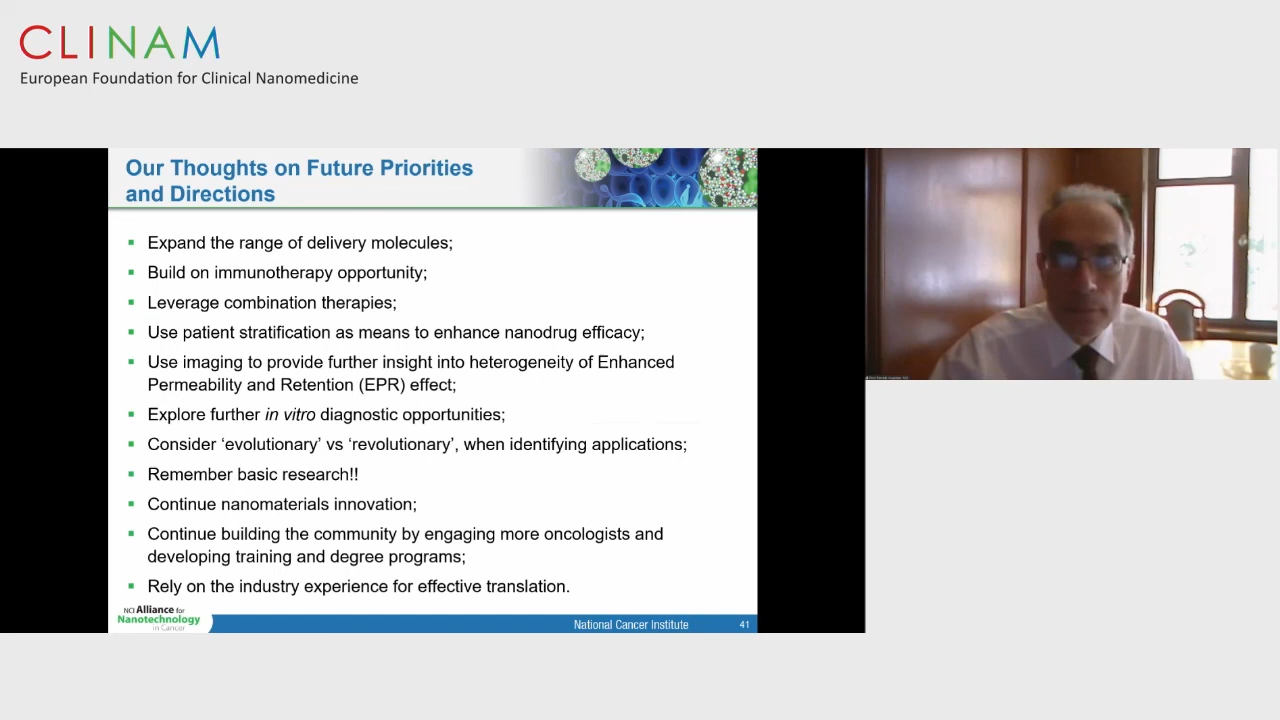 CLINAM
European Foundation for Clinical Nanomedicine
Our Thoughts on Future Priorities
and Directions
Expand the range of delivery molecules;
Build on immunotherapy opportunity;
Leverage combination therapies;
Use patient stratification as means to enhance nanodrug efficacy;
Use imaging to provide further insight into heterogeneity of Enhanced
Permeability and Retention (EPR) effect;
Explore further in vitro diagnostic opportunities;
Consider ‘evolutionary’ vs ‘revolutionary’, when identifying applications;
Remember basic research!!
Continue nanomaterials innovation;
Continue building the community by engaging more oncologists and
developing training and degree programs;
Rely on the industry experience for effective translation.
NCI Alliance for
Nanotechnology
in Cancer
National Cancer Institute 41